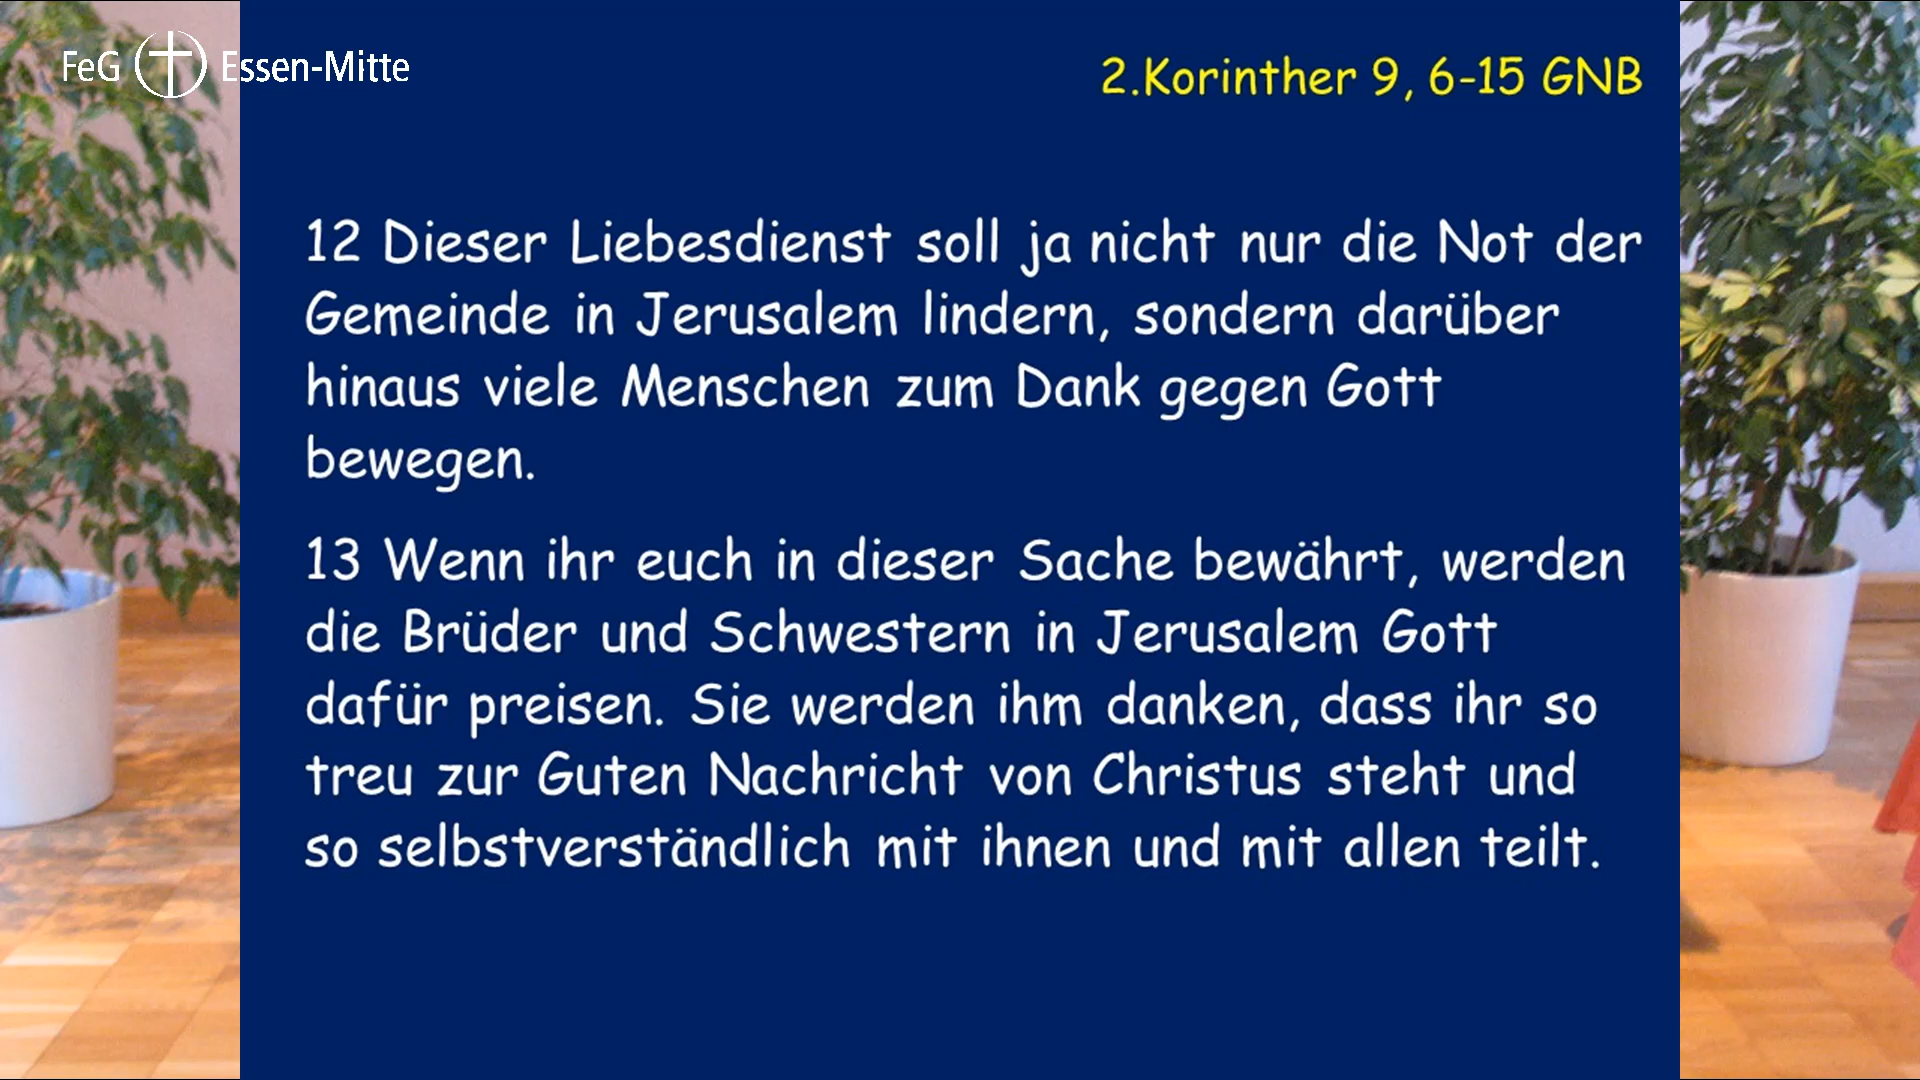 FeG Essen-Mitte
2.Korinther 9, 6-15 GNB
12 Dieser Liebesdienst soll ja nicht nur die Not der
Gemeinde in Jerusalem lindern, sondern darüber
hinaus viele Menschen zum Dank gegen Gott
bewegen.
13 Wenn ihr euch in dieser Sache bewährt, werden
die Brüder und Schwestern in Jerusalem Gott
dafür preisen. Sie werden ihm danken, dass ihr so
treu zur Guten Nachricht von Christus steht und
so selbstverständlich mit ihnen und mit allen teilt.